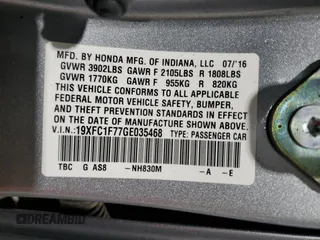 MFD. BY HONDA MFG. OF INDIANA, LLC 07/'16
GVWR 3902LBS GAWR F 2105LBS R 1808LBS
GVWR 1770KG GAWR F 955KG R 820KG
THIS VEHICLE CONFORMS TO ALL APPLICABLE
FEDERAL MOTOR VEHICLE SAFETY, BUMPER,
AND THEFT PREVENTION STANDARDS IN EFFECT
ON THE DATE OF MANUFACTURE SHOWN ABOVE.
V.I.N.:19XFC1F77GE035468 TYPE: PASSENGER CAR
TBC G AS8 -NH830M -A -E
DREAMBID